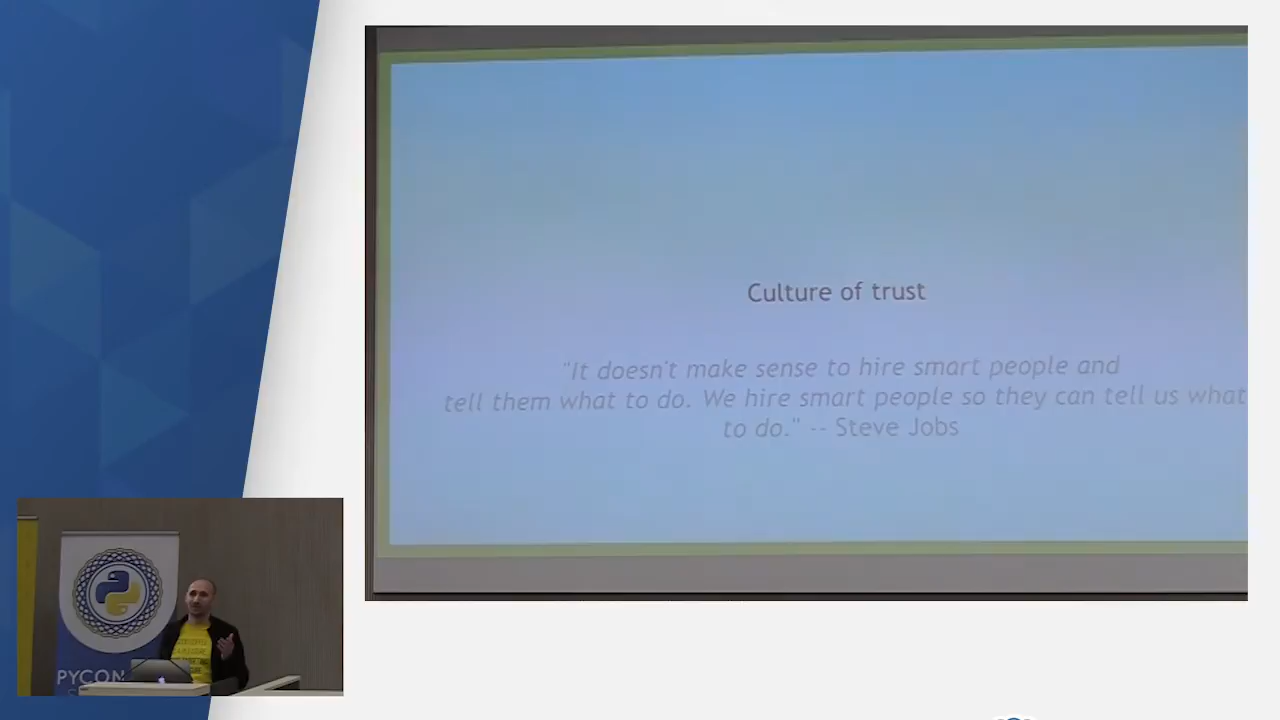 Culture of trust
"It doesn't make sense to hire smart people and
tell them what to do. We hire smart people so they can tell us what
to do." -- Steve Jobs
PYCON